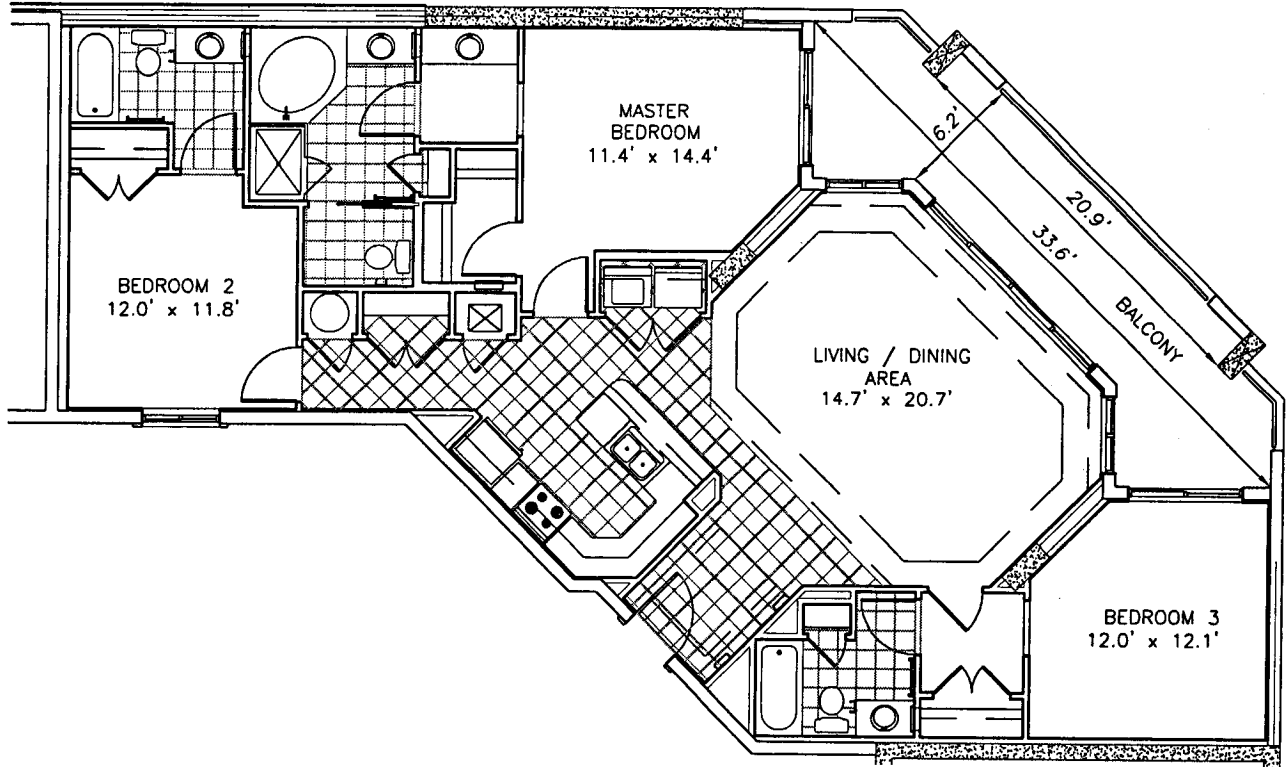 MASTER
BEDROOM
11.4' x 14.4'
6.2'
20.9'
33.6'
BALCONY
BEDROOM 2
12.0' x 11.8'
LIVING / DINING
AREA
14.7' x 20.7'
BEDROOM 3
12.0' x 12.1'